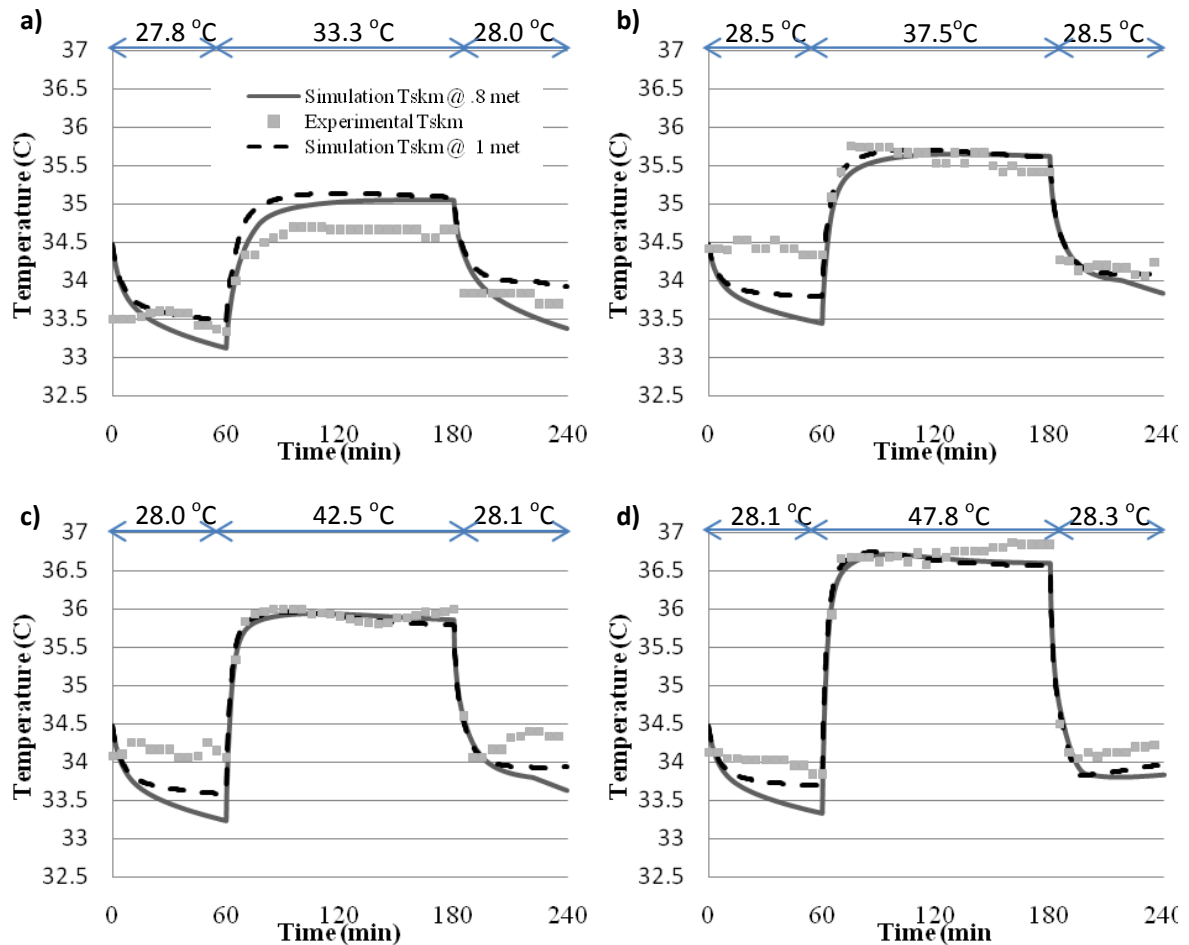 a)
27.8 °C 33.3 °C 28.0 °C
37
36.5
36
35.5
35
34.5
34
33.5
33
32.5
Temperature (C)
Simulation Tskm @ .8 met
Experimental Tskm
Simulation Tskm @ 1 met
0 60 120 180 240
Time (min)
b)
28.5 °C 37.5 °C 28.5 °C
37
36.5
36
35.5
35
34.5
34
33.5
33
32.5
Temperature (C)
0 60 120 180 240
Time (min)
c)
28.0 °C 42.5 °C 28.1 °C
37
36.5
36
35.5
35
34.5
34
33.5
33
32.5
Temperature (C)
0 60 120 180 240
Time (min)
d)
28.1 °C 47.8 °C 28.3 °C
37
36.5
36
35.5
35
34.5
34
33.5
33
32.5
Temperature (C)
0 60 120 180 240
Time (min